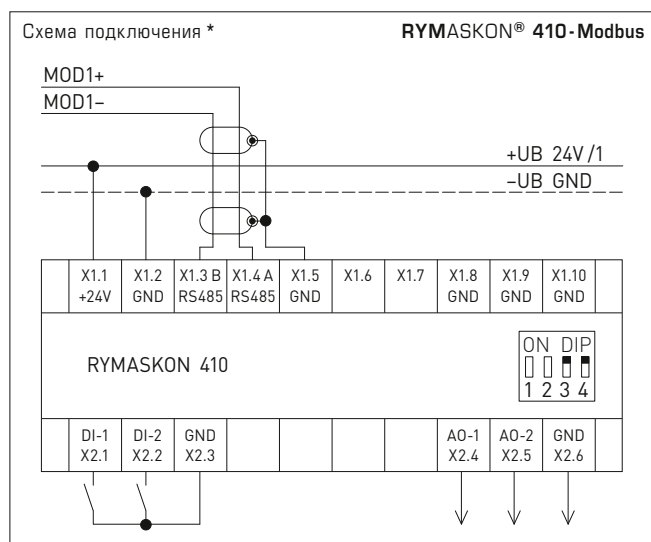 Схема подключения * RYMASKON® 410-Modbus
MOD1+
MOD1–
+UB 24V/1
–UB GND
X1.1 X1.2 X1.3 B X1.4 A X1.5 X1.6 X1.7 X1.8 X1.9 X1.10
+24V GND RS485 RS485 GND GND GND GND
ON DIP
RYMASKON 410
1 2 3 4
DI-1 DI-2 GND AO-1 AO-2 GND
X2.1 X2.2 X2.3 X2.4 X2.5 X2.6